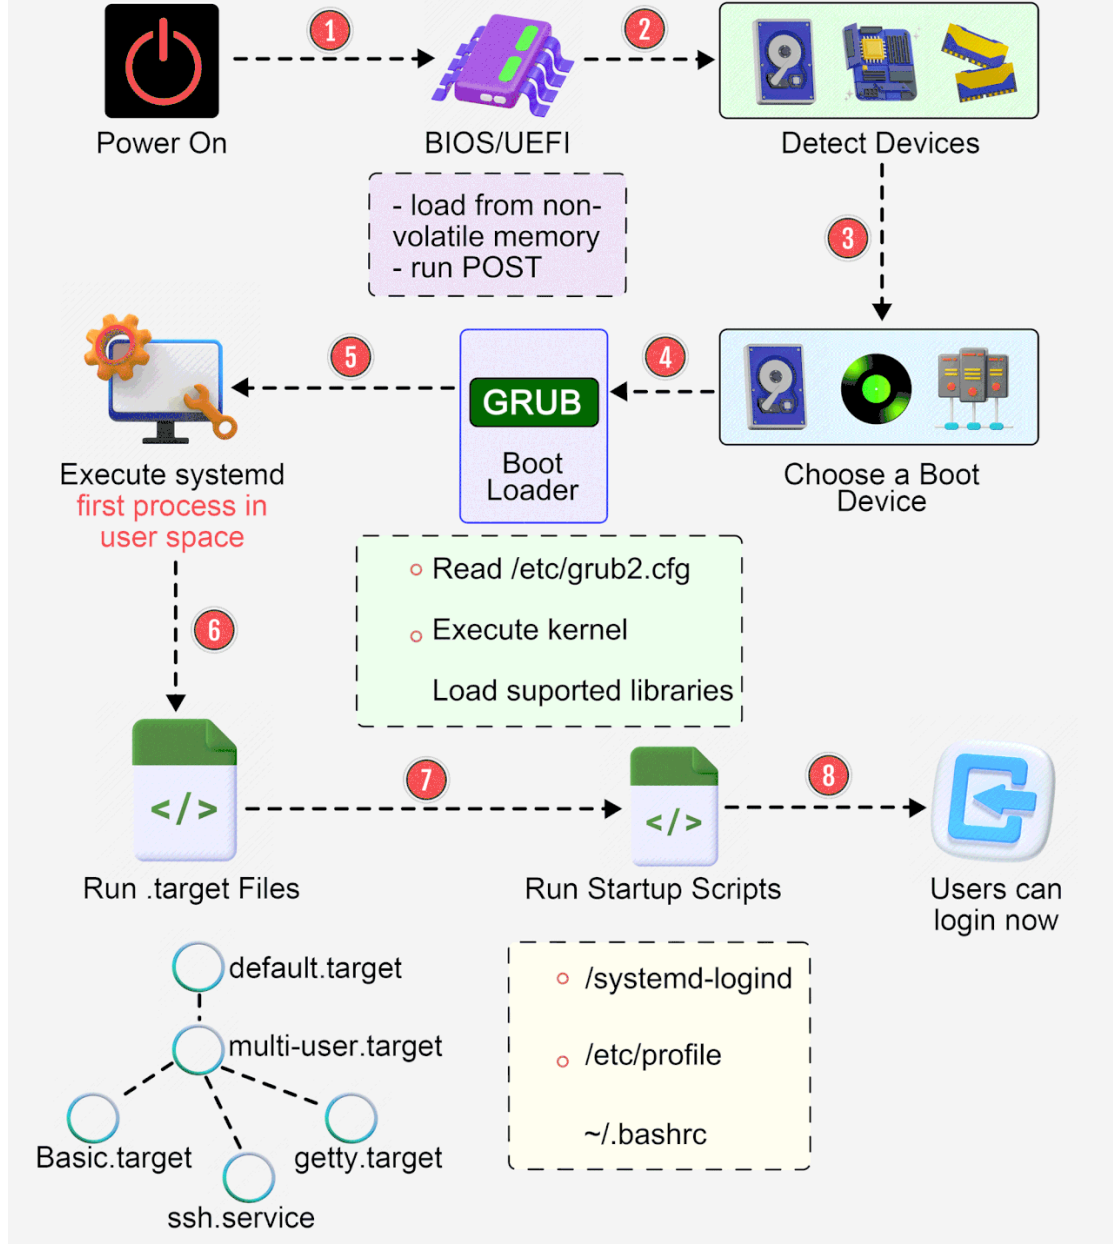 1
2
Power On
BIOS/UEFI
Detect Devices
- load from non-
volatile memory
- run POST
3
5
4
GRUB
Boot
Loader
Execute systemd
first process in
user space
Choose a Boot
Device
Read /etc/grub2.cfg
Execute kernel
Load suported libraries
6
7
8
</>
</>
Run .target Files
Run Startup Scripts
Users can
login now
default.target
multi-user.target
Basic.target
getty.target
ssh.service
/systemd-logind
/etc/profile
~/.bashrc